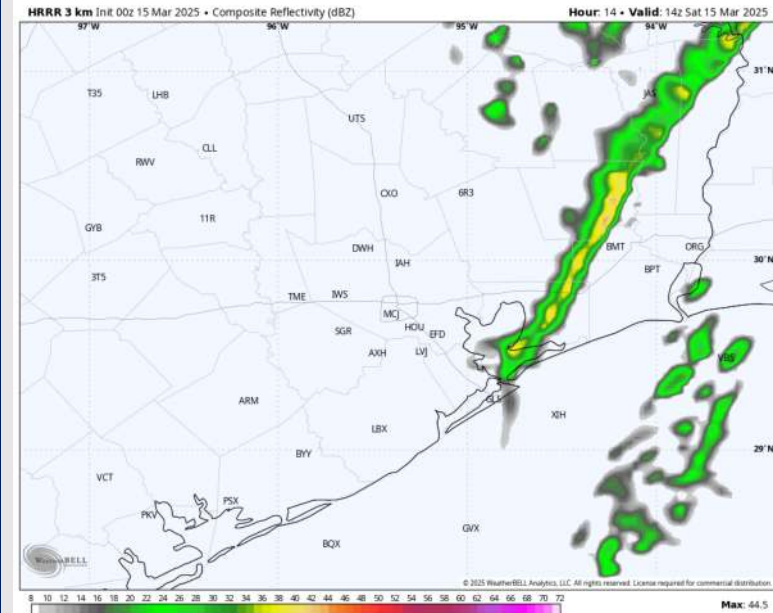 HRRR 3 km Init 00z 15 Mar 2025 • Composite Reflectivity (dBZ)
Hour: 14 • Valid: 14z Sat 15 Mar 2025
97°W
96°W
95°W
94°W
31°N
T35
LHB
UTS
JAS
CLL
RWV
CXO
6R3
11R
GYB
DWH
IAH
BMT
ORG
30°N
3T5
BPT
TME
IWS
MCJ
SGR
HOU
EFD
AXH
LVJ
VBS
ARM
GLS
XIH
LBX
29°N
BYY
VCT
PSX
PKV
BQX
GVX
WeatherBELL
© 2025 WeatherBELL Analytics, LLC. All rights reserved. License required for commercial distribution.
8 10 12 14 16 18 20 22 24 26 28 30 32 34 36 38 40 42 44 46 48 50 52 54 56 58 60 62 64 66 68 70 72
Max: 44.5